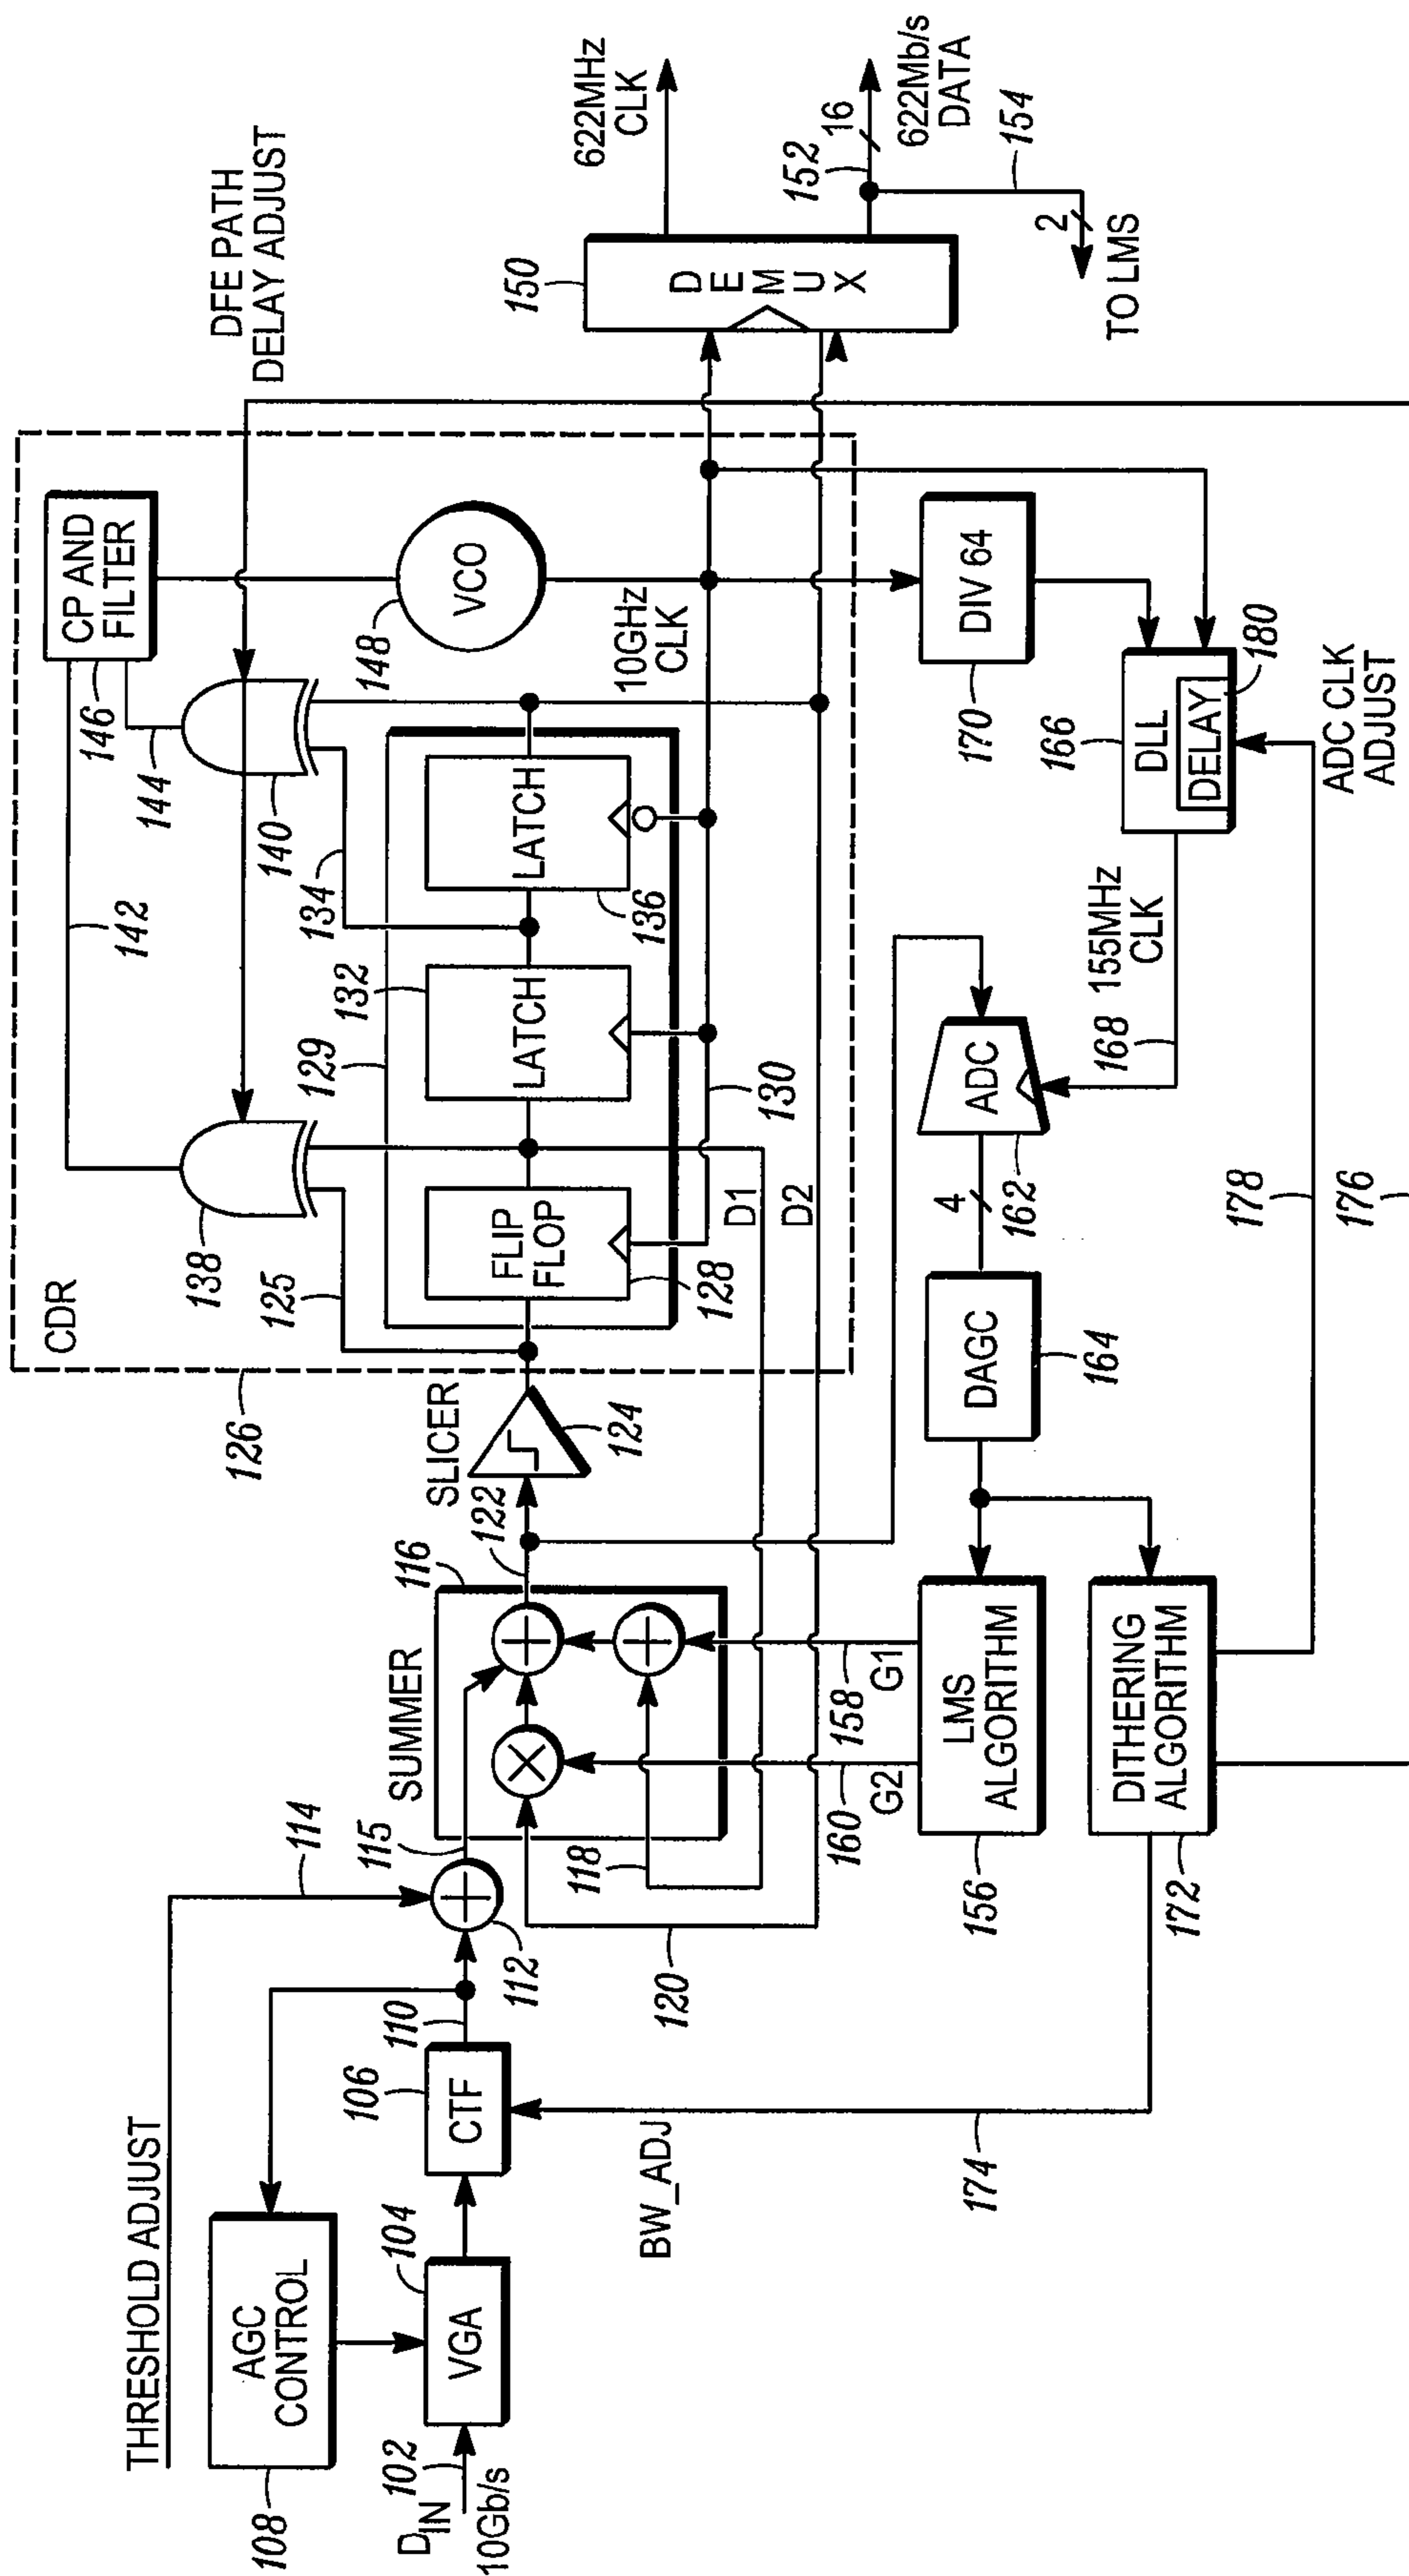 THRESHOLD ADJUST
AGC
CONTROL
108
D_IN
102
10Gb/s
VGA
104
CTF
106
110
112
114
115
BW_ADJ
174
SUMMER
116
118
120
122
SLICER
124
G1
158
G2
160
LMS
ALGORITHM
156
DITHERING
ALGORITHM
172
CDR
126
125
138
129
FLIP
FLOP
128
LATCH
132
LATCH
136
130
134
140
142
144
CP AND
FILTER
146
VCO
148
10GHz
CLK
D1
D2
DFE PATH
DELAY ADJUST
DEMUX
150
622MHz
CLK
152
16
622Mb/s
DATA
154
2
TO LMS
DIV 64
170
DLL
166
DELAY
180
155MHz
CLK
168
ADC CLK
ADJUST
ADC
162
4
DAGC
164
178
176